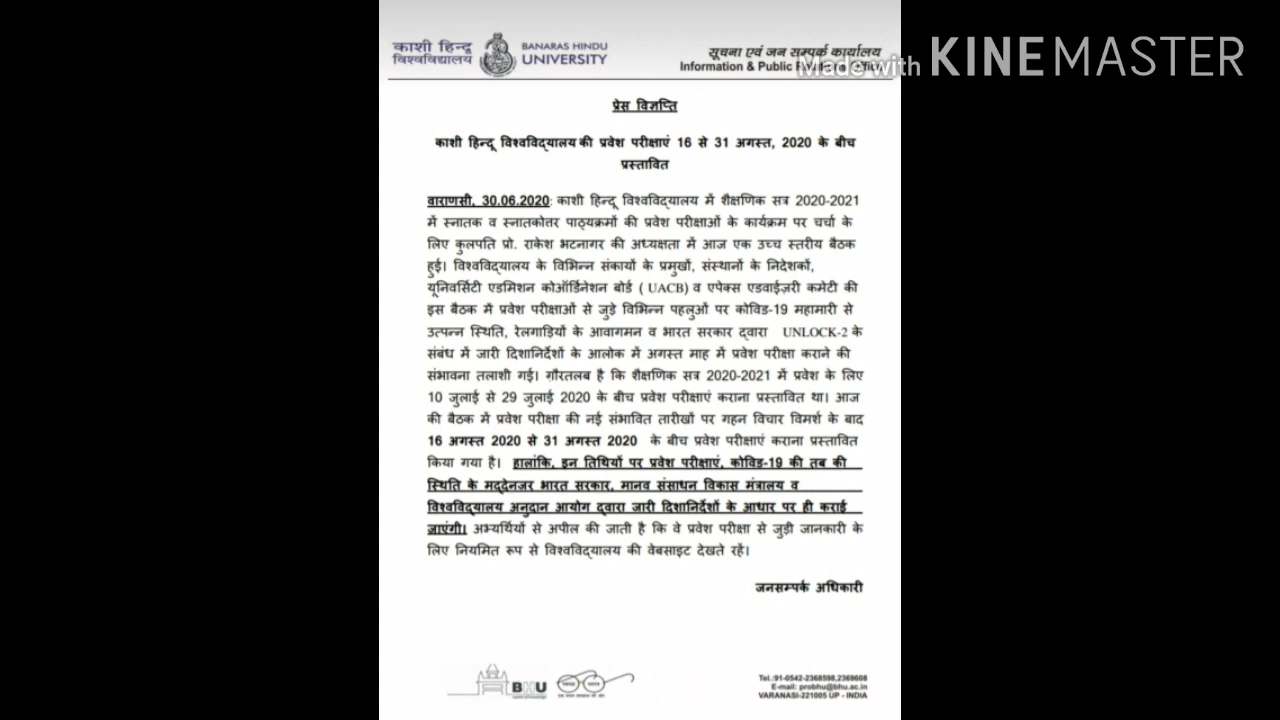 काशी हिन्दू
विश्वविद्यालय
BANARAS HINDU
UNIVERSITY
सूचना एवं जन सम्पर्क कार्यालय
Information & Public Relations Office
Made with KINEMASTER
प्रेस विज्ञप्ति
काशी हिन्दू विश्वविद्यालय की प्रवेश परीक्षाएं 16 से 31 अगस्त, 2020 के बीच
प्रस्तावित
वाराणसी, 30.06.2020: काशी हिन्दू विश्वविद्यालय में शैक्षणिक सत्र 2020-2021
में स्नातक व स्नातकोत्तर पाठ्यक्रमों की प्रवेश परीक्षाओं के कार्यक्रम पर चर्चा के
लिए कुलपति प्रो. राकेश भटनागर की अध्यक्षता में आज एक उच्च स्तरीय बैठक
हुई। विश्वविद्यालय के विभिन्न संकायों के प्रमुखों, संस्थानों के निदेशकों,
यूनिवर्सिटी एडमिशन कोऑर्डिनेशन बोर्ड ( UACB) व एपेक्स एडवाईज़री कमेटी की
इस बैठक में प्रवेश परीक्षाओं से जुड़े विभिन्न पहलुओं पर कोविड-19 महामारी से
उत्पन्न स्थिति, रेलगाड़ियों के आवागमन व भारत सरकार द्वारा UNLOCK-2 के
संबंध में जारी दिशानिर्देशों के आलोक में अगस्त माह में प्रवेश परीक्षा कराने की
संभावना तलाशी गई। ग़ौरतलब है कि शैक्षणिक सत्र 2020-2021 में प्रवेश के लिए
10 जुलाई से 29 जुलाई 2020 के बीच प्रवेश परीक्षाएं कराना प्रस्तावित था। आज
की बैठक में प्रवेश परीक्षा की नई संभावित तारीखों पर गहन विचार विमर्श के बाद
16 अगस्त 2020 से 31 अगस्त 2020 के बीच प्रवेश परीक्षाएं कराना प्रस्तावित
किया गया है। हालांकि, इन तिथियों पर प्रवेश परीक्षाएं, कोविड-19 की तब की
स्थिति के मद्देनजर भारत सरकार, मानव संसाधन विकास मंत्रालय व
विश्वविद्यालय अनुदान आयोग द्वारा जारी दिशानिर्देशों के आधार पर ही कराई
जाएंगी। अभ्यर्थियों से अपील की जाती है कि वे प्रवेश परीक्षा से जुड़ी जानकारी के
लिए नियमित रूप से विश्वविद्यालय की वेबसाइट देखते रहें।
जनसम्पर्क अधिकारी
BHU
Tel.:91-0542-2368598,2369608
E-mail: probhu@bhu.ac.in
VARANASI-221005 UP - INDIA